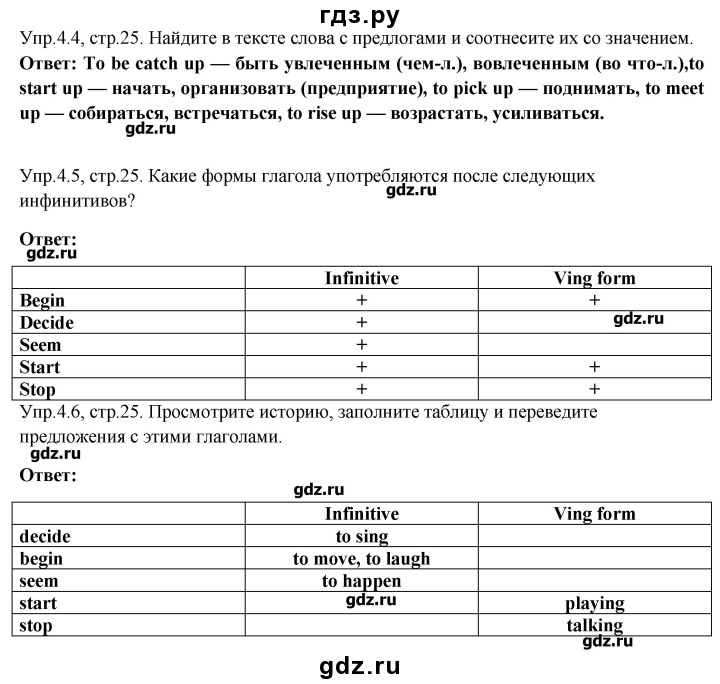 гдз.ру
Упр.4.4, стр.25. Найдите в тексте слова с предлогами и соотнесите их со значением.
Ответ: To be catch up — быть увлеченным (чем-л.), вовлеченным (во что-л.),to
start up — начать, организовать (предприятие), to pick up — поднимать, to meet
up — собираться, встречаться, to rise up — возрастать, усиливаться.
gdz.ru
Упр.4.5, стр.25. Какие формы глагола употребляются после следующих
gdz.ru
инфинитивов?
Ответ:
gdz.ru
Infinitive Ving form
Begin + +
Decide +
gdz.ru
Seem +
Start + +
Stop + +
Упр.4.6, стр.25. Просмотрите историю, заполните таблицу и переведите
предложения с этими глаголами.
gdz.ru
Ответ:
gdz.ru
Infinitive Ving form
decide to sing
begin to move, to laugh
seem to happen
start gdz.ru playing
stop talking
gdz.ru
gdz.ru